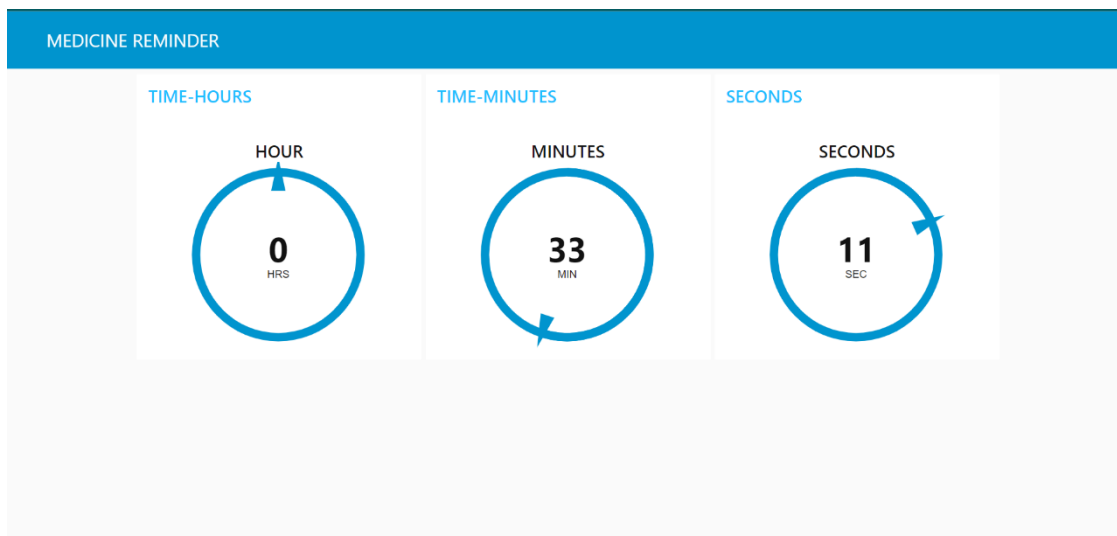 MEDICINE REMINDER
TIME-HOURS
HOUR
0
HRS
TIME-MINUTES
MINUTES
33
MIN
SECONDS
SECONDS
11
SEC